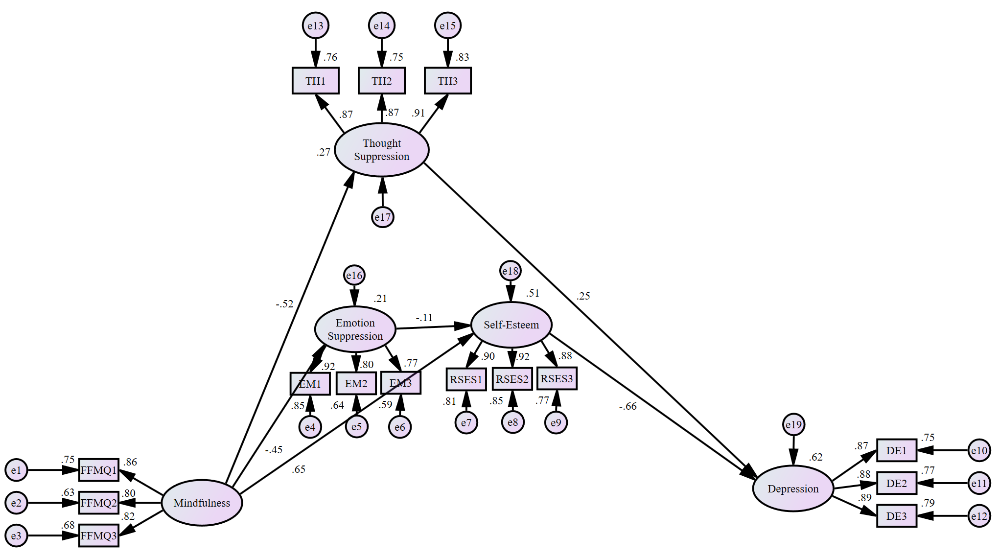 e13
e14
e15
.76
.75
.83
TH1
TH2
TH3
.87
.87
.91
Thought
Suppression
.27
e17
e16
e18
.21
.51
-.52
.25
Emotion
Suppression
-.11
Self-Esteem
.92
.80
.77
.90
.92
.88
EM1
EM2
EM3
RSES1
RSES2
RSES3
.85
.64
.59
.81
.85
.77
-.66
e4
e5
e6
e7
e8
e9
e19
-.45
.65
.62
e1
.75
FFMQ1
.86
e2
.63
FFMQ2
.80
e3
.68
FFMQ3
.82
Mindfulness
Depression
.87
DE1
.75
e10
.88
DE2
.77
e11
.89
DE3
.79
e12